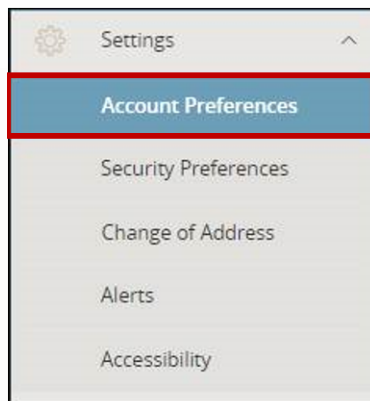 Settings
Account Preferences
Security Preferences
Change of Address
Alerts
Accessibility